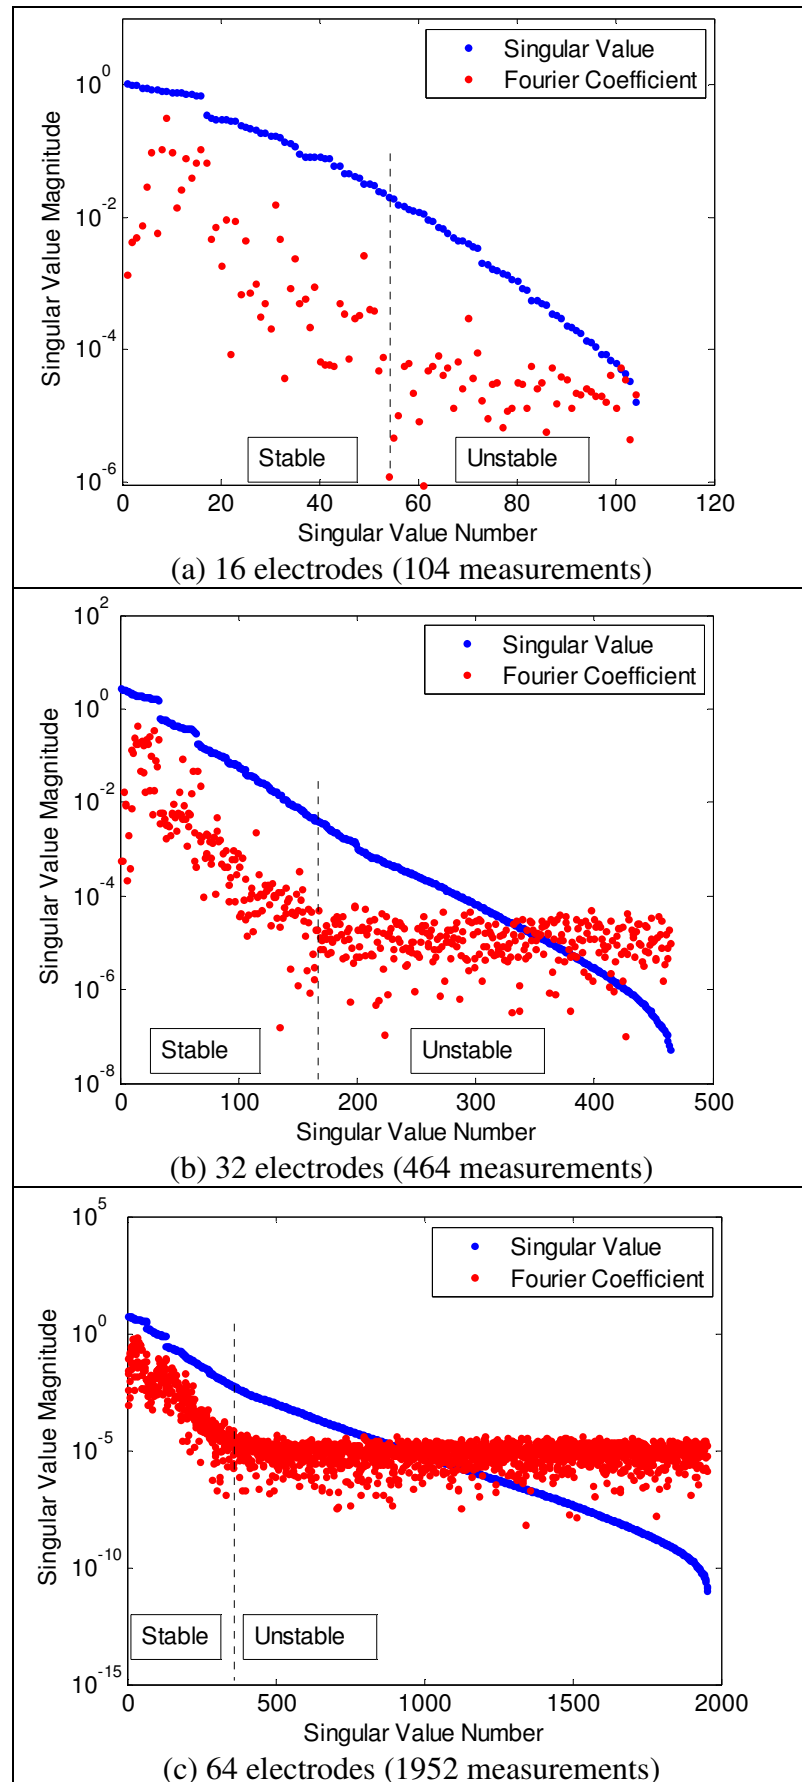 Singular Value
Fourier Coefficient
10^0
10^-2
10^-4
10^-6
Singular Value Magnitude
Stable
Unstable
0 20 40 60 80 100 120
Singular Value Number
(a) 16 electrodes (104 measurements)
Singular Value
Fourier Coefficient
10^2
10^0
10^-2
10^-4
10^-6
10^-8
Singular Value Magnitude
Stable
Unstable
0 100 200 300 400 500
Singular Value Number
(b) 32 electrodes (464 measurements)
Singular Value
Fourier Coefficient
10^5
10^0
10^-5
10^-10
10^-15
Singular Value Magnitude
Stable
Unstable
0 500 1000 1500 2000
Singular Value Number
(c) 64 electrodes (1952 measurements)